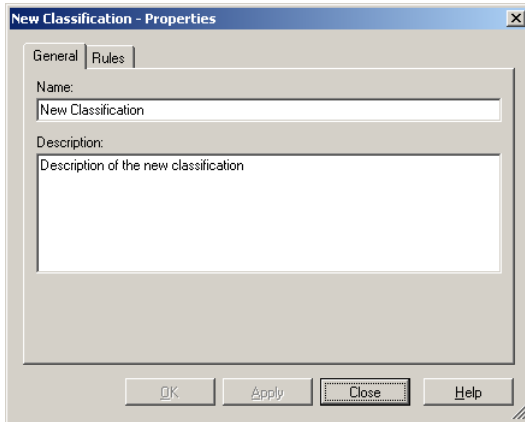 New Classification - Properties
General Rules
Name:
New Classification
Description:
Description of the new classification
OK Apply Close Help